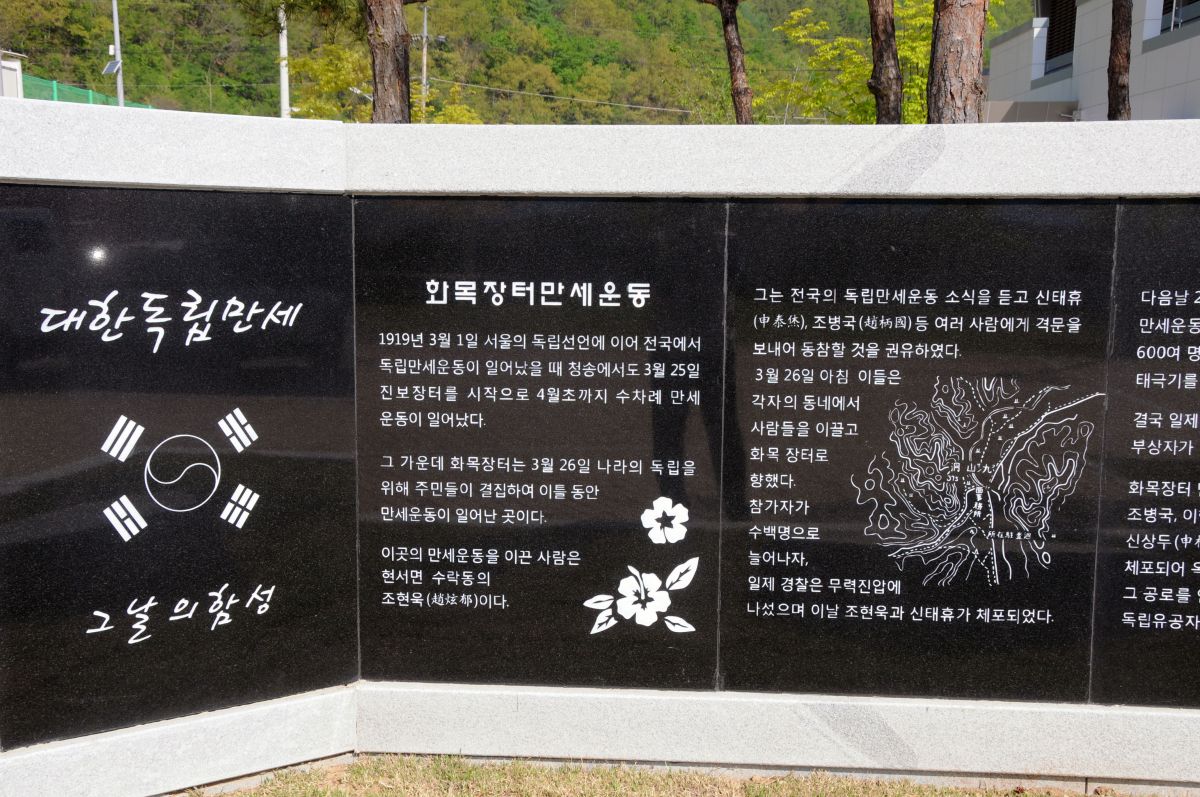 대한독립만세
그날의함성
화목장터만세운동
1919년 3월 1일 서울의 독립선언에 이어 전국에서
독립만세운동이 일어났을 때 청송에서도 3월 25일
진보장터를 시작으로 4월초까지 수차례 만세
운동이 일어났다.
그 가운데 화목장터는 3월 26일 나라의 독립을
위해 주민들이 결집하여 이틀 동안
만세운동이 일어난 곳이다.
이곳의 만세운동을 이끈 사람은
현서면 수락동의
조현욱(趙炫郁)이다.
그는 전국의 독립만세운동 소식을 듣고 신태휴
(申泰烋), 조병국(趙柄國) 등 여러 사람에게 격문을
보내어 동참할 것을 권유하였다.
3월 26일 아침 이들은
각자의 동네에서
사람들을 이끌고
화목 장터로
향했다.
참가자가
수백명으로
늘어나자,
일제 경찰은 무력진압에
나섰으며 이날 조현욱과 신태휴가 체포되었다.
다음날 2
만세운동
600여 명
태극기를
결국 일제
부상자가
화목장터
조병국, 이
신상두(申
체포되어
그 공로를
독립유공자